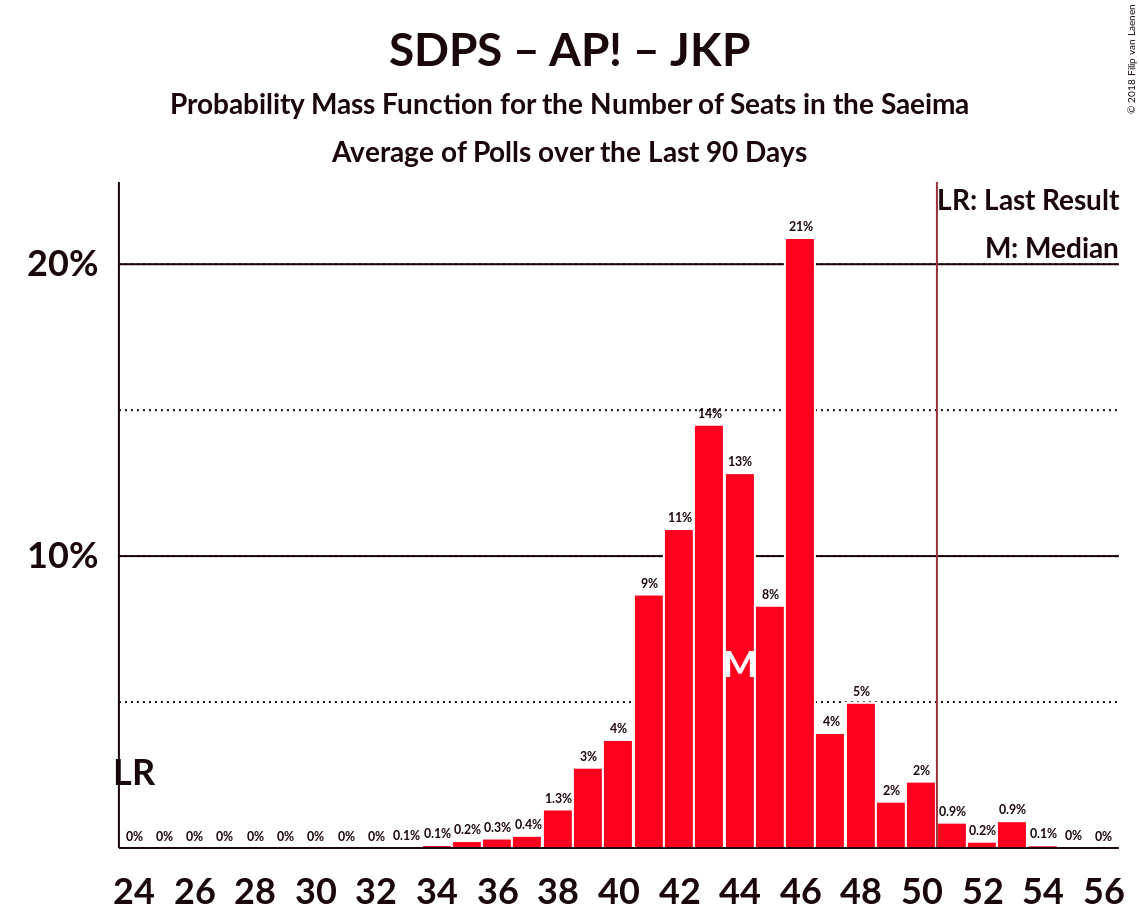 SDPS – AP! – JKP
Probability Mass Function for the Number of Seats in the Saeima
Average of Polls over the Last 90 Days
© 2018 Filip van Laenen
LR: Last Result
M: Median
20%
10%
21%
14%
13%
11%
9%
8%
M
5%
4%
4%
3%
2%
2%
1.3%
0.9%
0.9%
LR
0% 0% 0% 0% 0% 0% 0% 0% 0% 0.1% 0.1% 0.2% 0.3% 0.4% 0.2% 0.1% 0% 0%
24 26 28 30 32 34 36 38 40 42 44 46 48 50 52 54 56